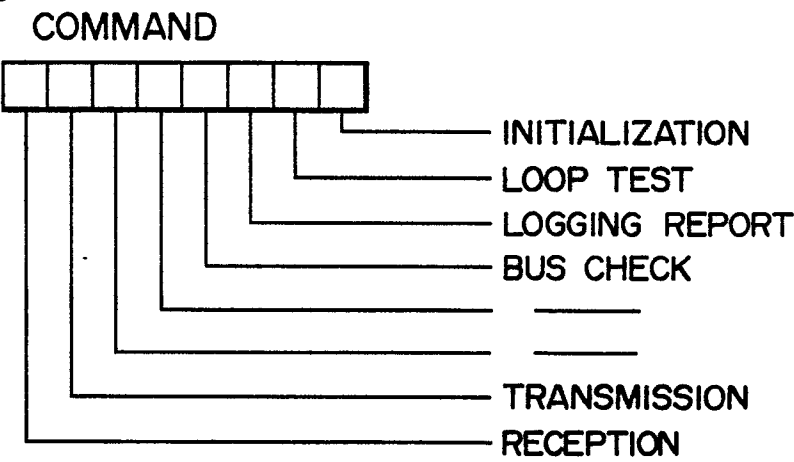 COMMAND
INITIALIZATION
LOOP TEST
LOGGING REPORT
BUS CHECK
TRANSMISSION
RECEPTION